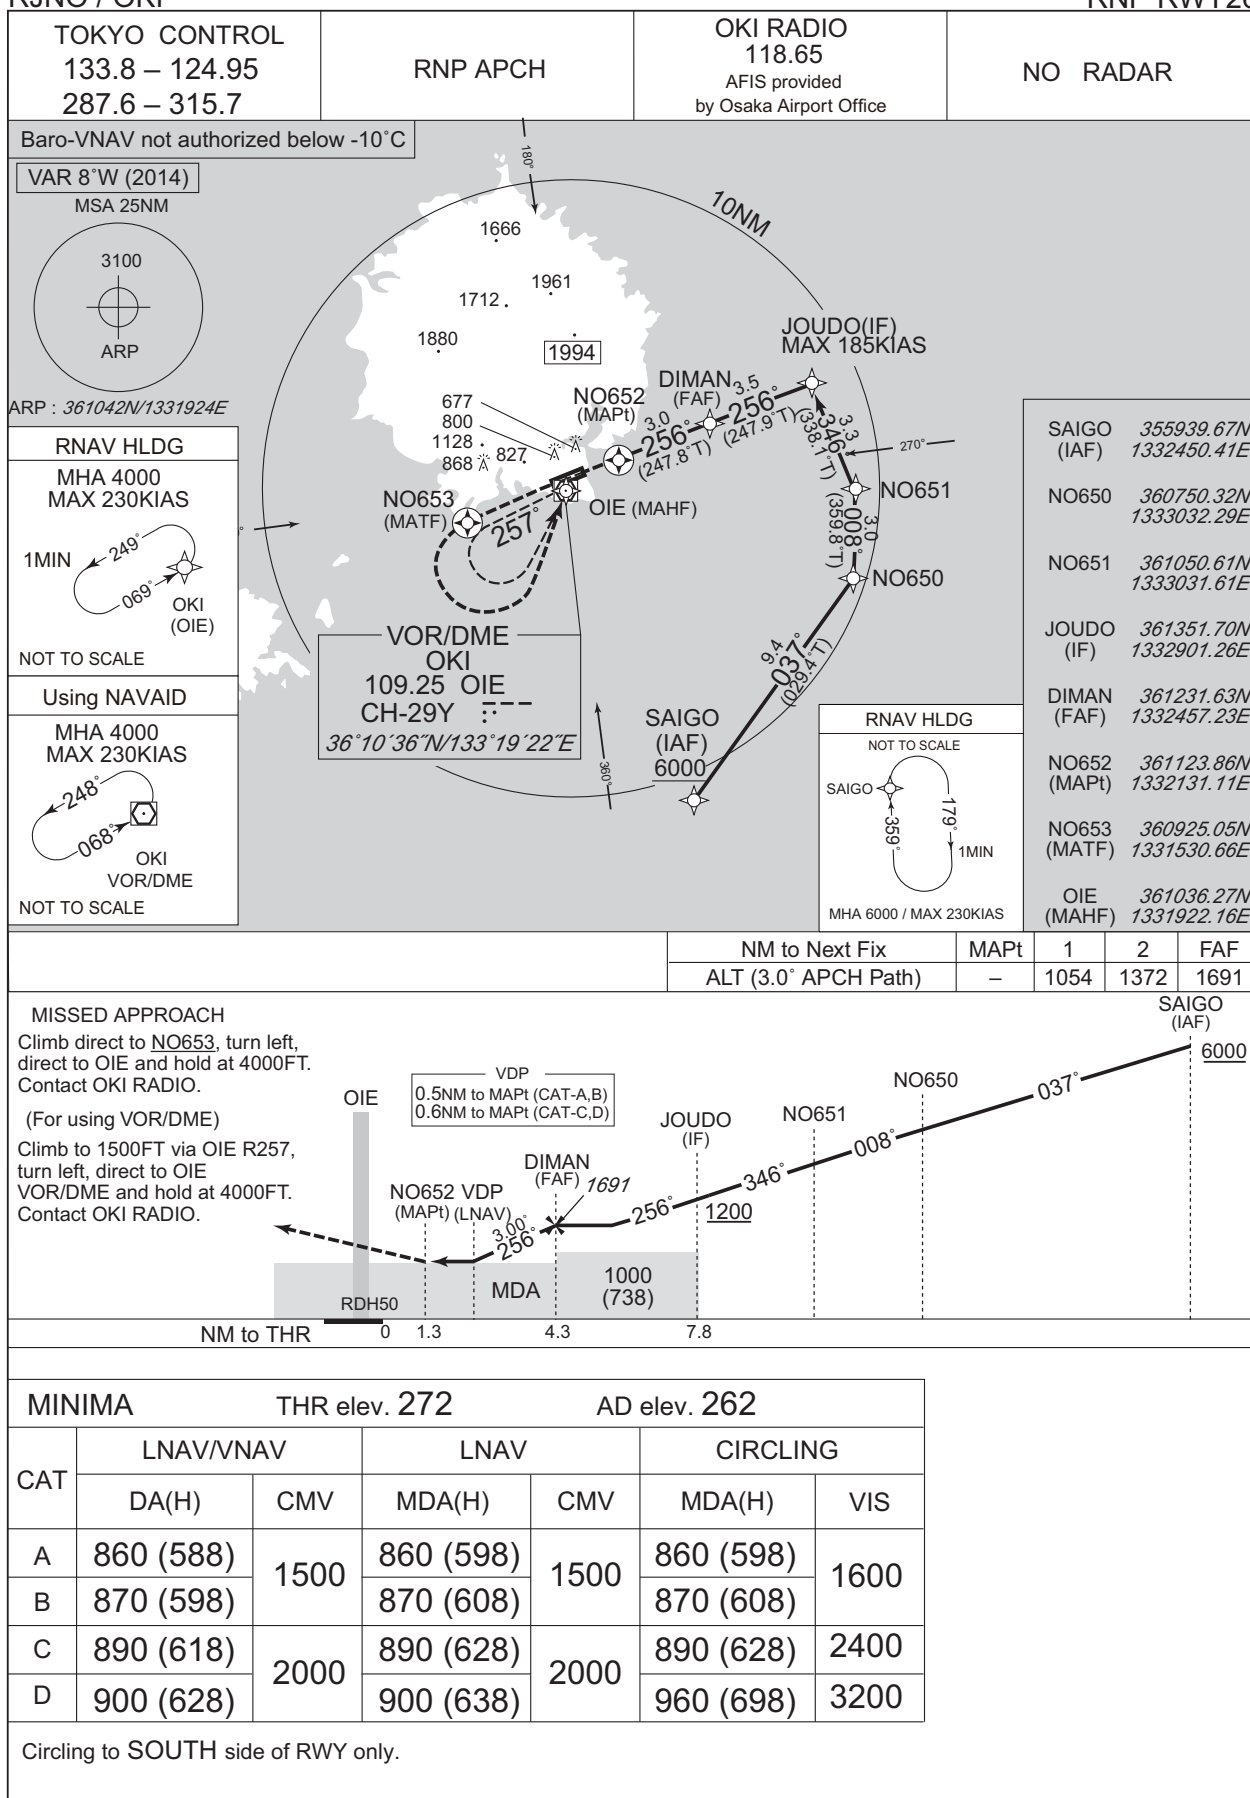 RJNO / OKI
RNP RWY26
TOKYO CONTROL
133.8 – 124.95
287.6 – 315.7
RNP APCH
OKI RADIO
118.65
AFIS provided
by Osaka Airport Office
NO RADAR
Baro-VNAV not authorized below -10˚C
VAR 8˚W (2014)
MSA 25NM
3100
ARP
ARP : 361042N/1331924E
180˚
10NM
1666
1961
1712
1880
1994
677
800
1128
868
827
JOUDO(IF)
MAX 185KIAS
DIMAN
(FAF)
3.5
256˚
(247.9˚T)
NO652
(MAPt)
3.0
256˚
(247.8˚T)
3.3
346˚
(338.1˚T)
270˚
NO651
3.0
008˚
(359.8˚T)
NO650
NO653
(MATF)
257˚
OIE (MAHF)
9.4
037˚
(029.4˚T)
SAIGO
(IAF)
6000
360˚
VOR/DME
OKI
109.25 OIE
CH-29Y
36˚10´36˝N/133˚19´22˝E
RNAV HLDG
MHA 4000
MAX 230KIAS
1MIN
249˚
069˚
OKI
(OIE)
NOT TO SCALE
Using NAVAID
MHA 4000
MAX 230KIAS
248˚
068˚
OKI
VOR/DME
NOT TO SCALE
RNAV HLDG
NOT TO SCALE
SAIGO
359˚
179˚
1MIN
MHA 6000 / MAX 230KIAS
SAIGO 355939.67N
(IAF) 1332450.41E
NO650 360750.32N
1333032.29E
NO651 361050.61N
1333031.61E
JOUDO 361351.70N
(IF) 1332901.26E
DIMAN 361231.63N
(FAF) 1332457.23E
NO652 361123.86N
(MAPt) 1332131.11E
NO653 360925.05N
(MATF) 1331530.66E
OIE 361036.27N
(MAHF) 1331922.16E
NM to Next Fix MAPt 1 2 FAF
ALT (3.0˚ APCH Path) – 1054 1372 1691
MISSED APPROACH
Climb direct to NO653, turn left,
direct to OIE and hold at 4000FT.
Contact OKI RADIO.
(For using VOR/DME)
Climb to 1500FT via OIE R257,
turn left, direct to OIE
VOR/DME and hold at 4000FT.
Contact OKI RADIO.
OIE
VDP
0.5NM to MAPt (CAT-A,B)
0.6NM to MAPt (CAT-C,D)
SAIGO
(IAF)
6000
037˚
NO650
008˚
NO651
346˚
JOUDO
(IF)
1200
256˚
DIMAN
(FAF)
1691
3.00˚
256˚
NO652 VDP
(MAPt) (LNAV)
MDA
1000
(738)
RDH50
NM to THR 0 1.3 4.3 7.8
MINIMA THR elev. 272 AD elev. 262
CAT LNAV/VNAV LNAV CIRCLING
DA(H) CMV MDA(H) CMV MDA(H) VIS
A 860 (588) 1500 860 (598) 1500 860 (598) 1600
B 870 (598) 870 (608) 870 (608)
C 890 (618) 2000 890 (628) 2000 890 (628) 2400
D 900 (628) 900 (638) 960 (698) 3200
Circling to SOUTH side of RWY only.